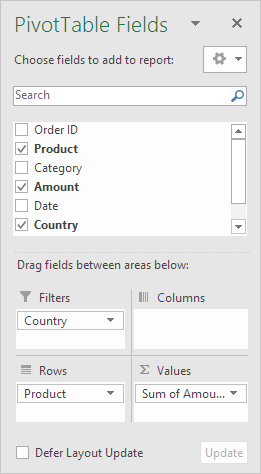 PivotTable Fields
Choose fields to add to report:
Search
Order ID
Product
Category
Amount
Date
Country
Drag fields between areas below:
Filters
Columns
Country
Rows
Values
Product
Sum of Amou...
Defer Layout Update
Update